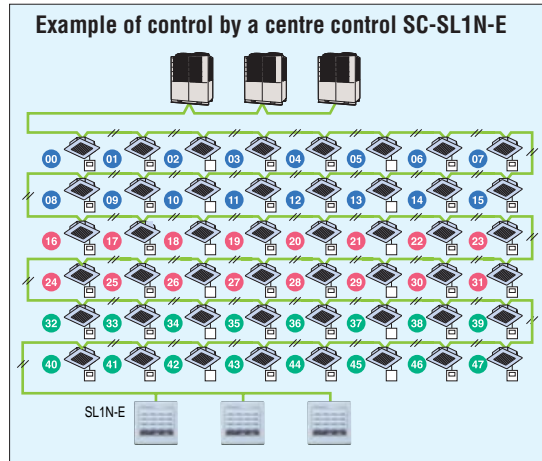 Example of control by a centre control SC-SL1N-E
00 01 02 03 04 05 06 07
08 09 10 11 12 13 14 15
16 17 18 19 20 21 22 23
24 25 26 27 28 29 30 31
32 33 34 35 36 37 38 39
40 41 42 43 44 45 46 47
SL1N-E